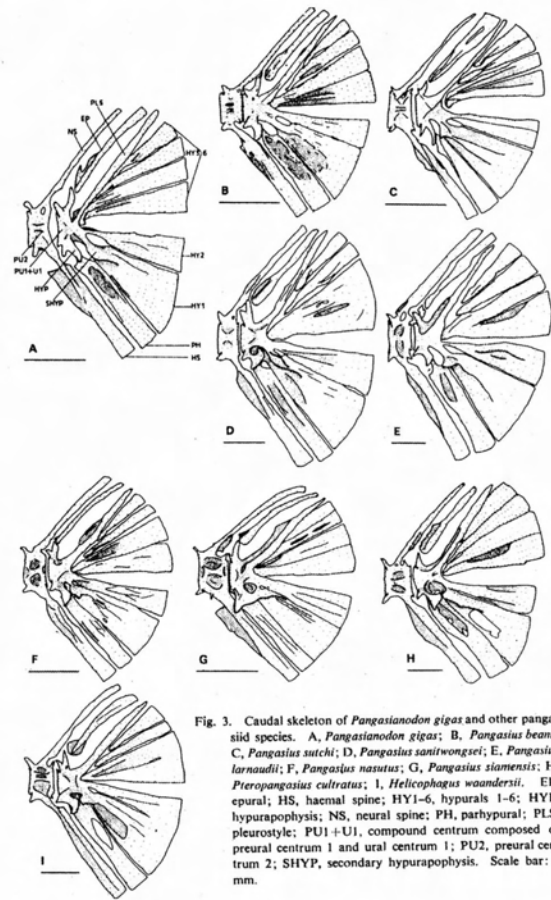 PLS
EP
NS
HY3-6
PU2
PU1+U1
HYP
SHYP
HY2
HY1
PH
HS
A
B
C
D
E
F
G
H
I
Fig. 3. Caudal skeleton of Pangasianodon gigas and other panga
siid species. A, Pangasianodon gigas; B, Pangasius beani
C, Pangasius sutchi; D, Pangasius sanitwongsei; E, Pangasiu
larnaudii; F, Pangasius nasutus; G, Pangasius siamensis; H
Pteropangasius cultratus; I, Helicophagus waandersii. E
epural; HS, haemal spine; HY1-6, hypurals 1-6; HYP
hypurapophysis; NS, neural spine; PH, parhypural; PLS
pleurostyle; PU1+U1, compound centrum composed o
preural centrum 1 and ural centrum 1; PU2, preural cen
trum 2; SHYP, secondary hypurapophysis. Scale bar:
mm.